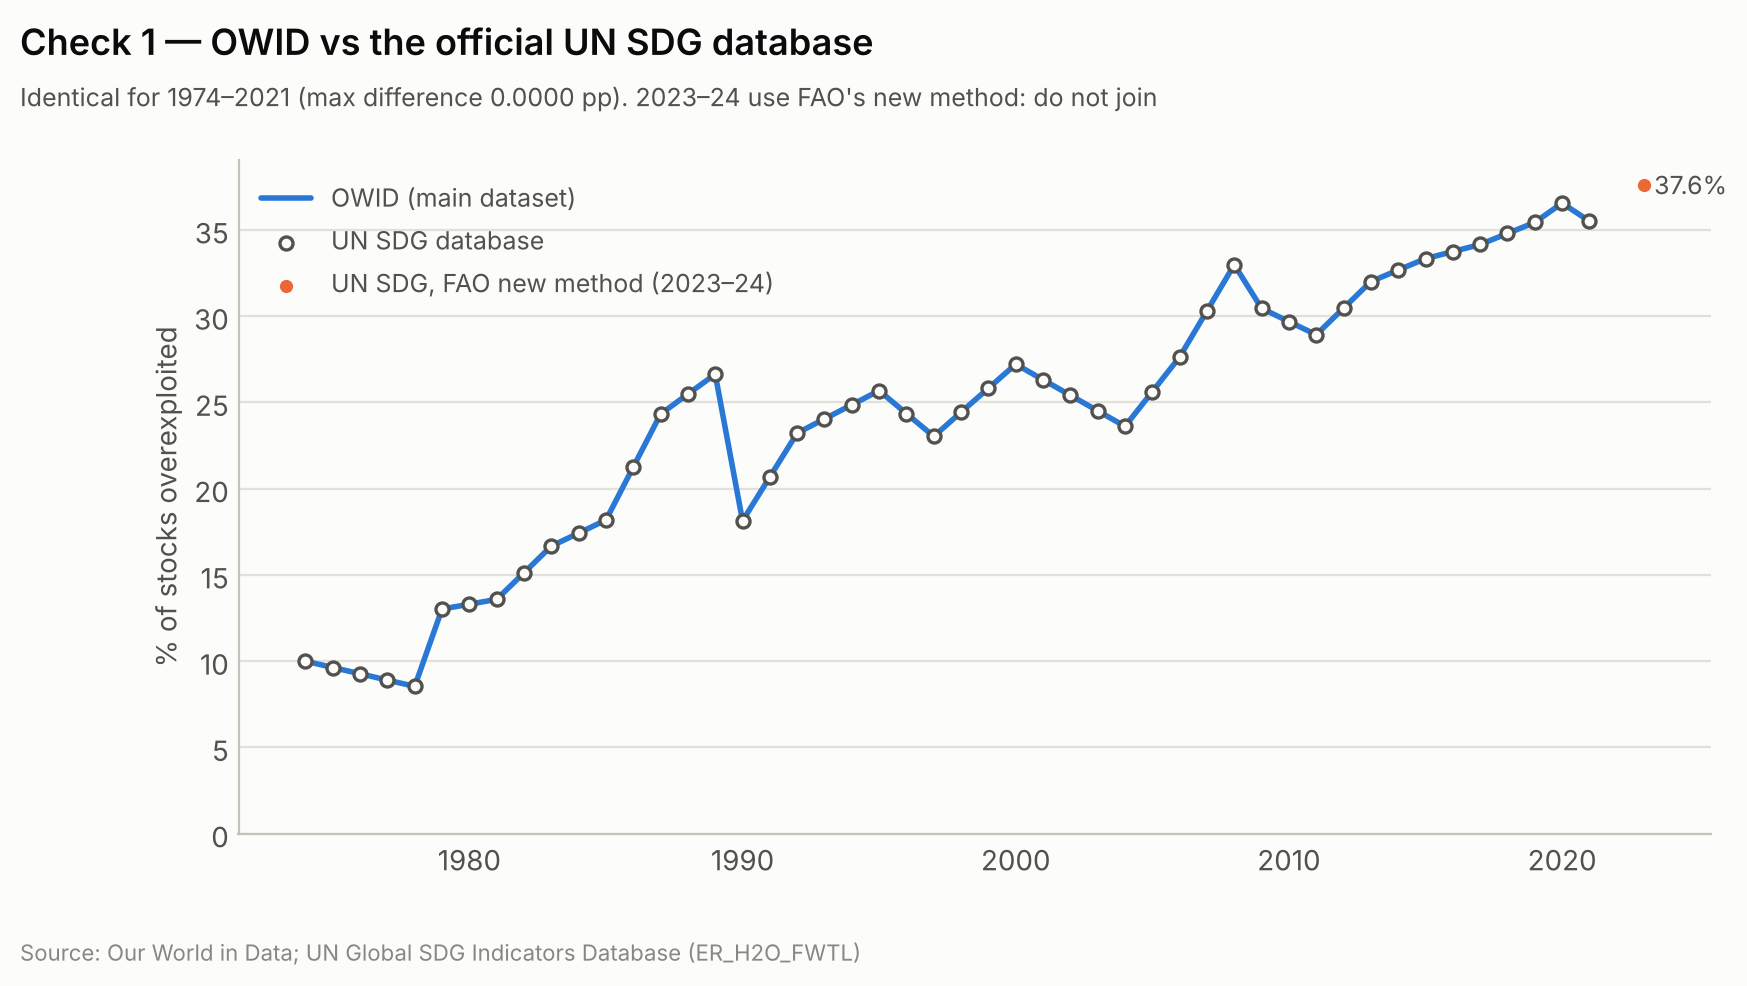 Check 1 — OWID vs the official UN SDG database
Identical for 1974–2021 (max difference 0.0000 pp). 2023–24 use FAO's new method: do not join
OWID (main dataset)
UN SDG database
UN SDG, FAO new method (2023–24)
37.6%
% of stocks overexploited
35
30
25
20
15
10
5
0
1980 1990 2000 2010 2020
Source: Our World in Data; UN Global SDG Indicators Database (ER_H2O_FWTL)